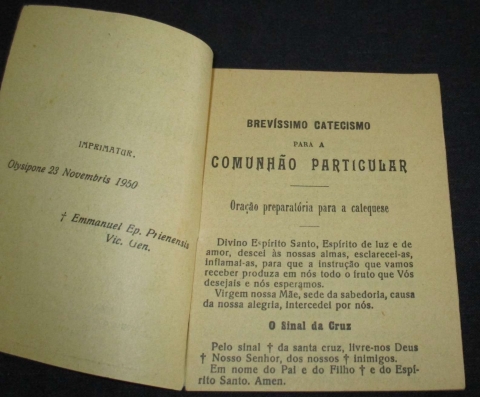 IMPRIMATUR.
Olysipone 23 Novembris 1950
† Emmanuel Ep. Prienensis
Vic. Gen.
BREVÍSSIMO CATECISMO
PARA A
COMUNHÃO PARTICULAR
Oração preparatória para a catequese
Divino Espírito Santo, Espírito de luz e de
amor, descei às nossas almas, esclarecei-as,
inflamai-as, para que a instrução que vamos
receber produza em nós todo o fruto que Vós
desejais e nós esperamos.
Virgem nossa Mãe, sede da sabedoria, causa
da nossa alegria, intercedei por nós.
O Sinal da Cruz
Pelo sinal † da santa cruz, livre-nos Deus
† Nosso Senhor, dos nossos † inimigos.
Em nome do Pai e do Filho † e do Espí-
rito Santo. Amen.